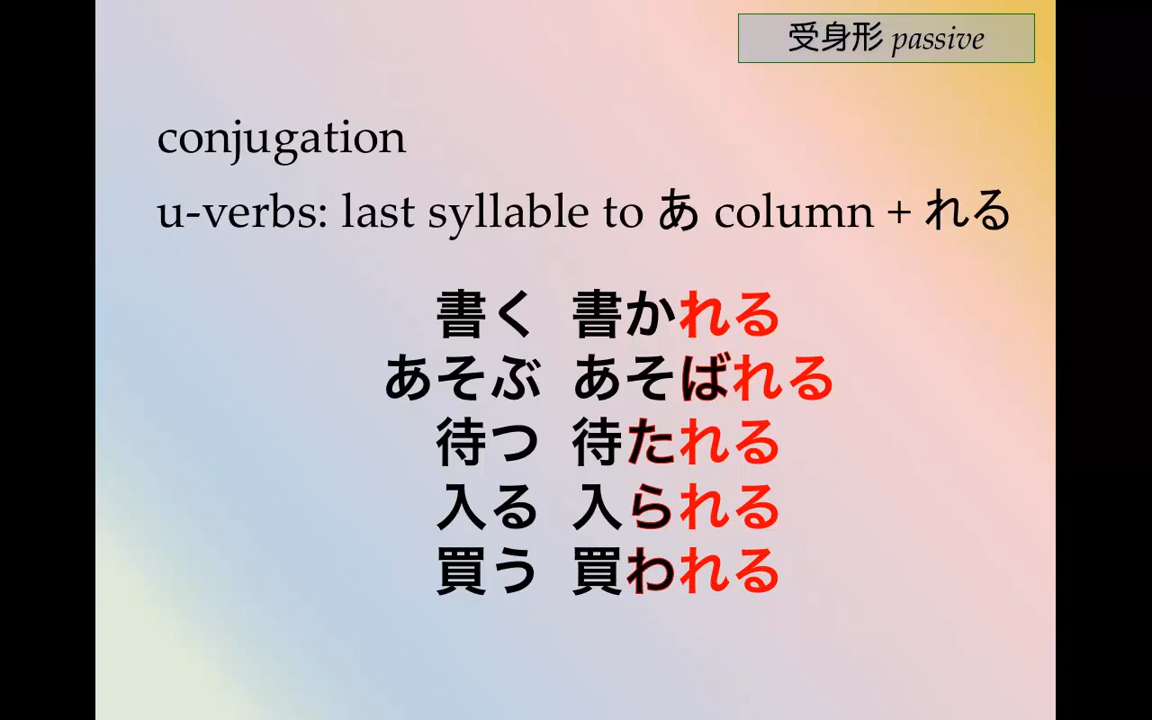 受身形 passive
conjugation
u-verbs: last syllable to あ column + れる
書く 書かれる
あそぶ あそばれる
待つ 待たれる
入る 入られる
買う 買われる